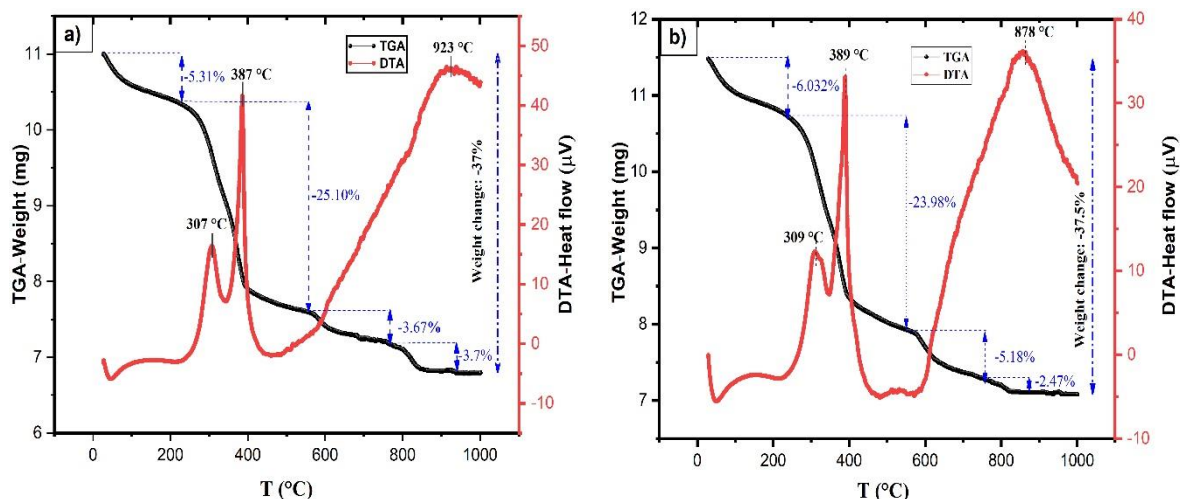 a)
TGA
DTA
923 °C
387 °C
307 °C
-5.31%
-25.10%
-3.67%
-3.7%
Weight change: -37%
TGA-Weight (mg)
11
10
9
8
7
6
DTA-Heat flow (µV)
50
40
30
20
10
0
-10
0 200 400 600 800 1000
T (°C)
b)
TGA
DTA
878 °C
389 °C
309 °C
-6.032%
-23.98%
-5.18%
-2.47%
Weight change: -37.5%
TGA-Weight (mg)
12
11
10
9
8
7
DTA-Heat flow (µV)
40
30
20
10
0
-10
0 200 400 600 800 1000
T (°C)